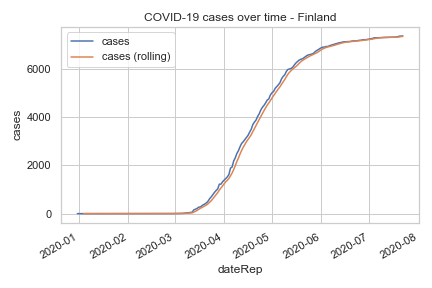 COVID-19 cases over time - Finland
cases
cases (rolling)
6000
4000
2000
0
cases
2020-01
2020-02
2020-03
2020-04
2020-05
2020-06
2020-07
2020-08
dateRep